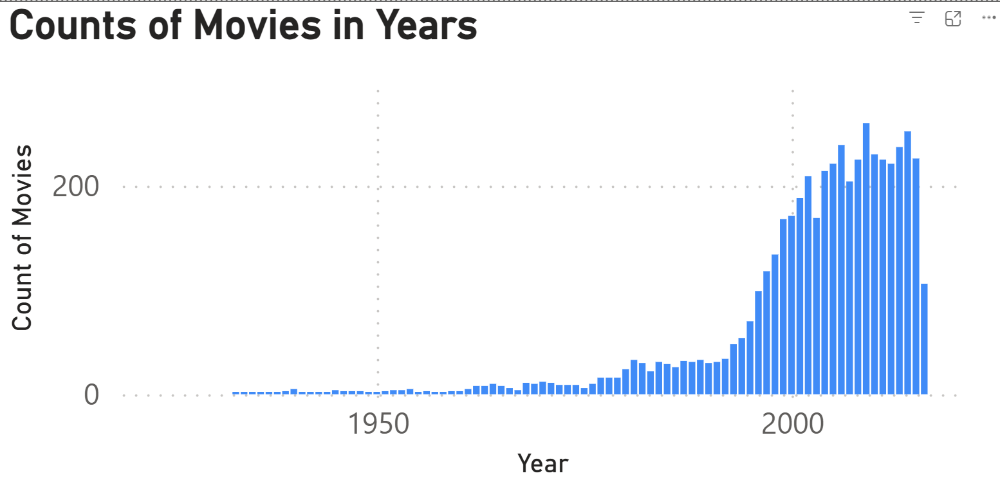 Counts of Movies in Years
Count of Movies
200
0
1950
2000
Year